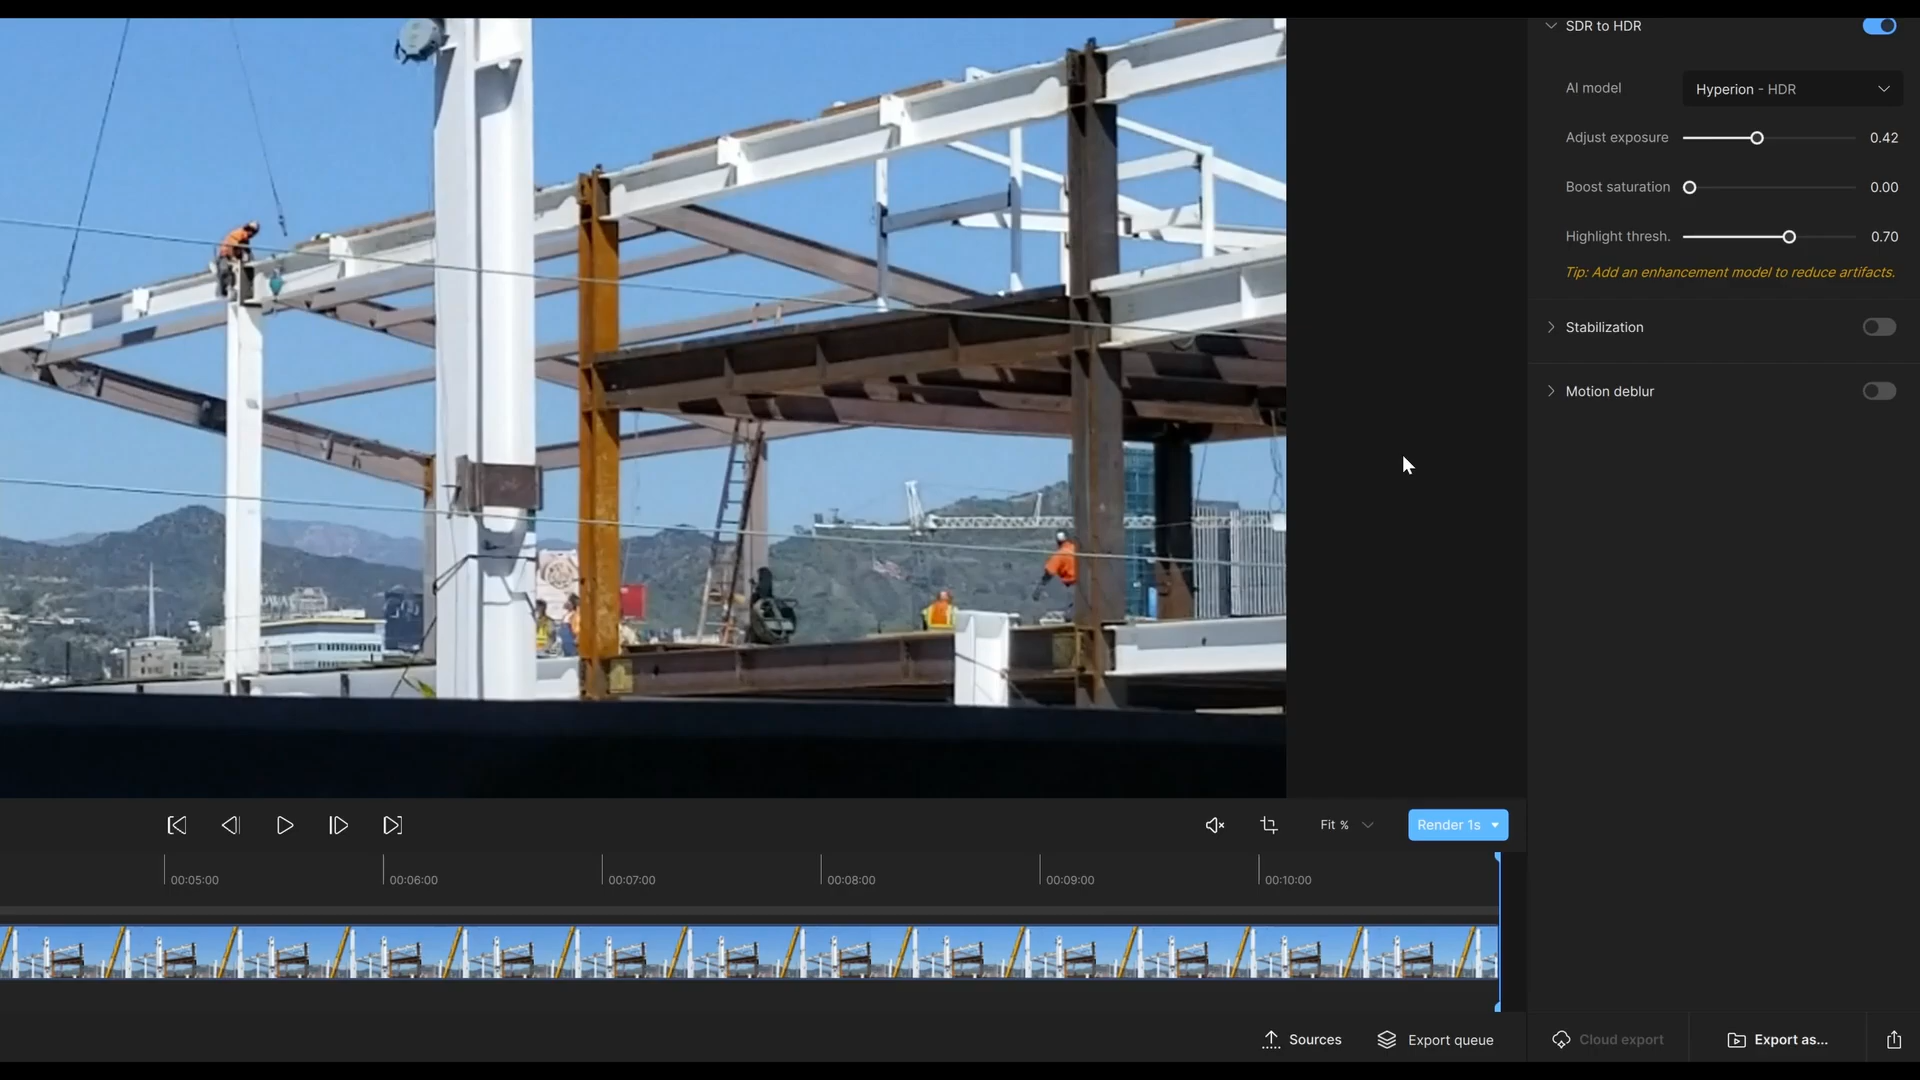 SDR to HDR
AI model
Hyperion - HDR
Adjust exposure
0.42
Boost saturation
0.00
Highlight thresh.
0.70
Tip: Add an enhancement model to reduce artifacts.
Stabilization
Motion deblur
Fit %
Render 1s
00:05:00
00:06:00
00:07:00
00:08:00
00:09:00
00:10:00
Sources
Export queue
Cloud export
Export as...